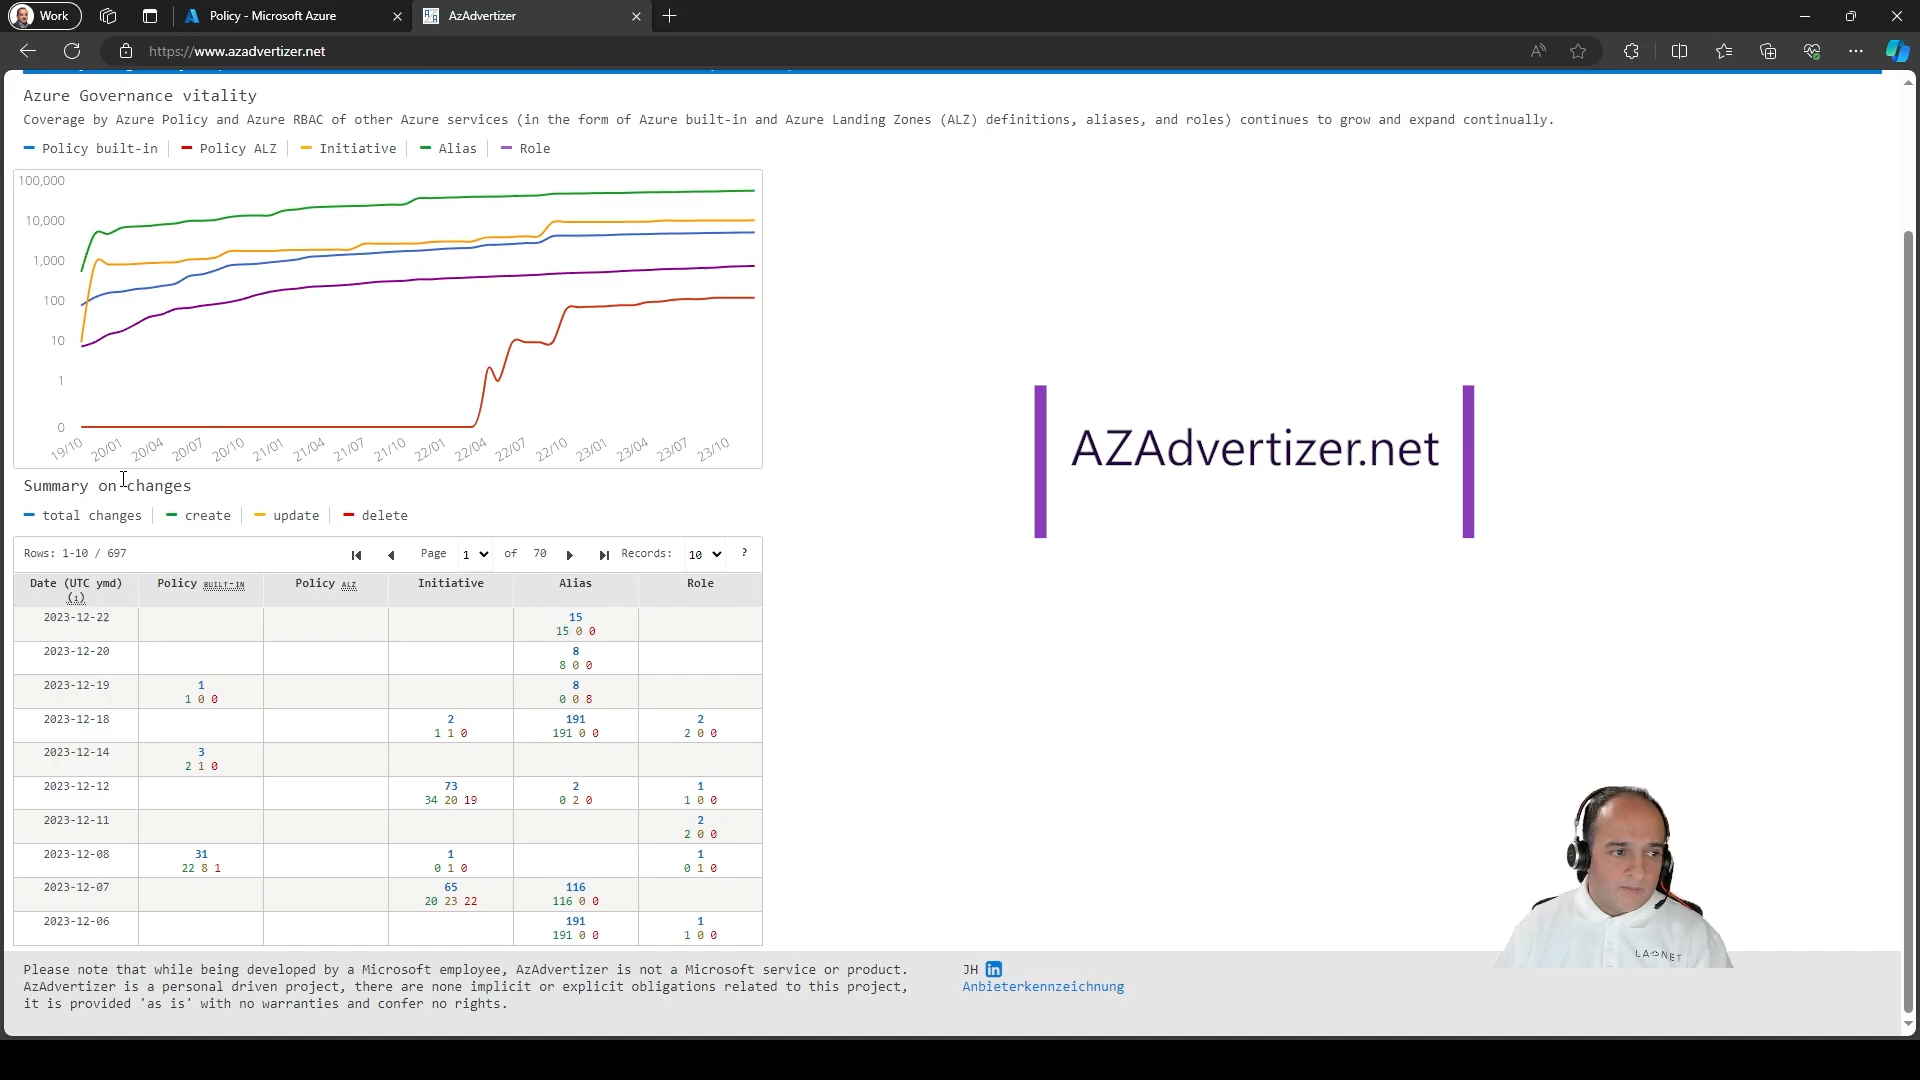 Work
Policy - Microsoft Azure
AzAdvertizer
https://www.azadvertizer.net
Azure Governance vitality
Coverage by Azure Policy and Azure RBAC of other Azure services (in the form of Azure built-in and Azure Landing Zones (ALZ) definitions, aliases, and roles) continues to grow and expand continually.
Policy built-in
Policy ALZ
Initiative
Alias
Role
100,000
10,000
1,000
100
10
1
0
19/10 20/01 20/04 20/07 20/10 21/01 21/04 21/07 21/10 22/01 22/04 22/07 22/10 23/01 23/04 23/07 23/10
AZAdvertizer.net
Summary on changes
total changes
create
update
delete
Rows: 1-10 / 697
Page 1 of 70
Records: 10 ?
Date (UTC ymd) (i) Policy BUILT-IN Policy ALZ Initiative Alias Role
2023-12-22 15
15 0 0
2023-12-20 8
8 0 0
2023-12-19 1 8
1 0 0 0 0 8
2023-12-18 2 191 2
1 1 0 191 0 0 2 0 0
2023-12-14 3
2 1 0
2023-12-12 73 2 1
34 20 19 0 2 0 1 0 0
2023-12-11 2
2 0 0
2023-12-08 31 1 1
22 8 1 0 1 0 0 1 0
2023-12-07 65 116
20 23 22 116 0 0
2023-12-06 191 1
191 0 0 1 0 0
Please note that while being developed by a Microsoft employee, AzAdvertizer is not a Microsoft service or product.
AzAdvertizer is a personal driven project, there are none implicit or explicit obligations related to this project,
it is provided 'as is' with no warranties and confer no rights.
JH in
Anbieterkennzeichnung